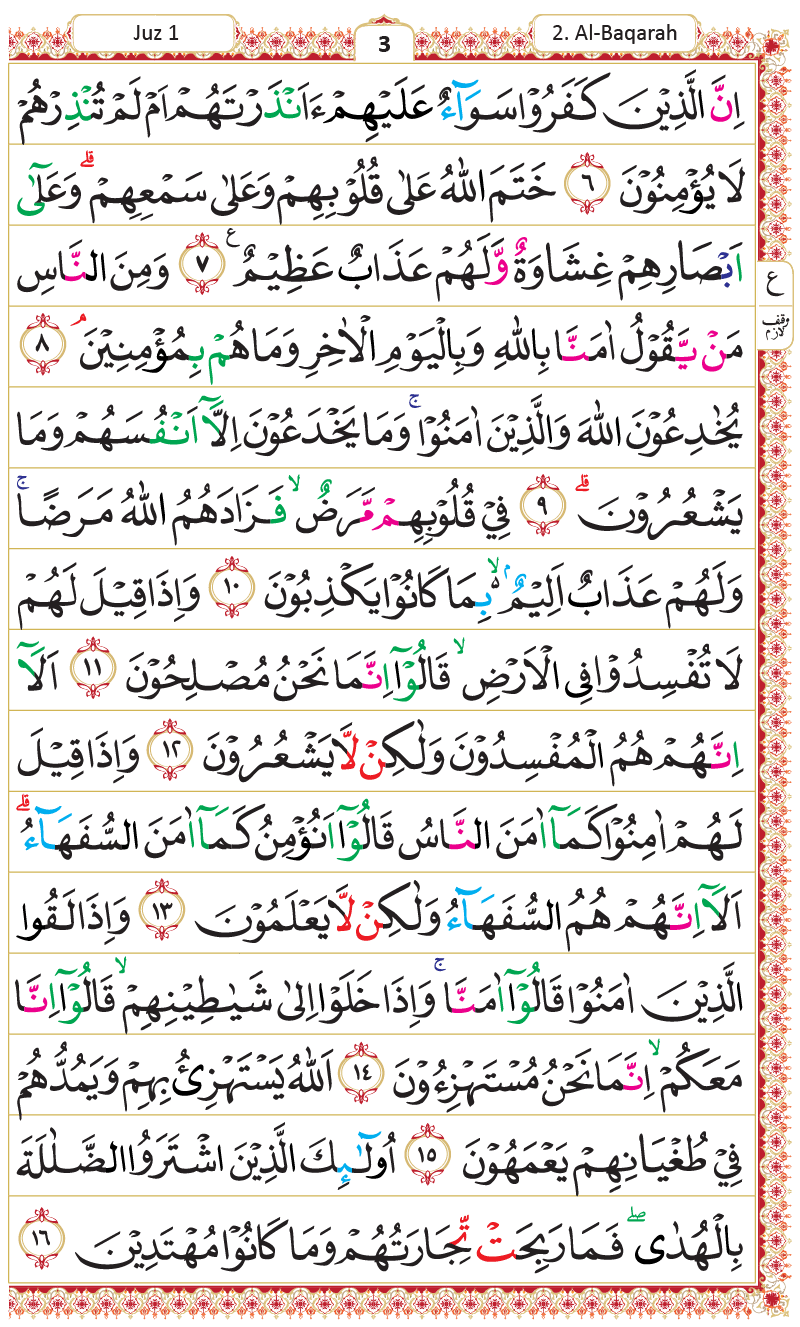 Juz 1
3
2. Al-Baqarah
اِنَّ الَّذِيۡنَ كَفَرُوۡا سَوَآءٌ عَلَيۡهِمۡ ءَاَنۡذَرۡتَهُمۡ اَمۡ لَمۡ تُنۡذِرۡهُمۡ
لَا يُؤۡمِنُوۡنَ ﴿٦﴾ خَتَمَ اللّٰهُ عَلٰى قُلُوۡبِهِمۡ وَعَلٰى سَمۡعِهِمۡ ؕ وَعَلٰٓى
اَبۡصَارِهِمۡ غِشَاوَةٌ وَّلَهُمۡ عَذَابٌ عَظِيۡمٌ ع ﴿٧﴾ وَمِنَ النَّاسِ
ع
وقف لازم
مَنۡ يَّقُوۡلُ اٰمَنَّا بِاللّٰهِ وَبِالۡيَوۡمِ الۡاٰخِرِ وَمَا هُمۡ بِمُؤۡمِنِيۡنَ ۘ ﴿٨﴾
يُخٰدِعُوۡنَ اللّٰهَ وَالَّذِيۡنَ اٰمَنُوۡا ۚ وَمَا يَخۡدَعُوۡنَ اِلَّاۤ اَنۡفُسَهُمۡ وَمَا
يَشۡعُرُوۡنَ ؕ ﴿٩﴾ فِىۡ قُلُوۡبِهِمۡ مَّرَضٌ ۙ فَزَادَهُمُ اللّٰهُ مَرَضًا ۚ
وَلَهُمۡ عَذَابٌ اَلِيۡمٌ ۙ بِمَا كَانُوۡا يَكۡذِبُوۡنَ ﴿١٠﴾ وَاِذَا قِيۡلَ لَهُمۡ
لَا تُفۡسِدُوۡا فِى الۡاَرۡضِ ۙ قَالُوۡاۤ اِنَّمَا نَحۡنُ مُصۡلِحُوۡنَ ﴿١١﴾ اَلَاۤ
اِنَّهُمۡ هُمُ الۡمُفۡسِدُوۡنَ وَلٰكِنۡ لَّا يَشۡعُرُوۡنَ ﴿١٢﴾ وَاِذَا قِيۡلَ
لَهُمۡ اٰمِنُوۡا كَمَاۤ اٰمَنَ النَّاسُ قَالُوۡاۤ اَنُؤۡمِنُ كَمَاۤ اٰمَنَ السُّفَهَآءُ ؕ
اَلَاۤ اِنَّهُمۡ هُمُ السُّفَهَآءُ وَلٰكِنۡ لَّا يَعۡلَمُوۡنَ ﴿١٣﴾ وَاِذَا لَقُوا
الَّذِيۡنَ اٰمَنُوۡا قَالُوۡاۤ اٰمَنَّا ۚ وَاِذَا خَلَوۡا اِلٰى شَيٰطِيۡنِهِمۡ ۙ قَالُوۡاۤ اِنَّا
مَعَكُمۡ ۙ اِنَّمَا نَحۡنُ مُسۡتَهۡزِءُوۡنَ ﴿١٤﴾ اَللّٰهُ يَسۡتَهۡزِئُ بِهِمۡ وَيَمُدُّهُمۡ
فِىۡ طُغۡيَانِهِمۡ يَعۡمَهُوۡنَ ﴿١٥﴾ اُولٰٓٮِٕكَ الَّذِيۡنَ اشۡتَرَوُا الضَّلٰلَةَ
بِالۡهُدٰى ۖ فَمَا رَبِحَتۡ تِّجَارَتُهُمۡ وَمَا كَانُوۡا مُهۡتَدِيۡنَ ﴿١٦﴾